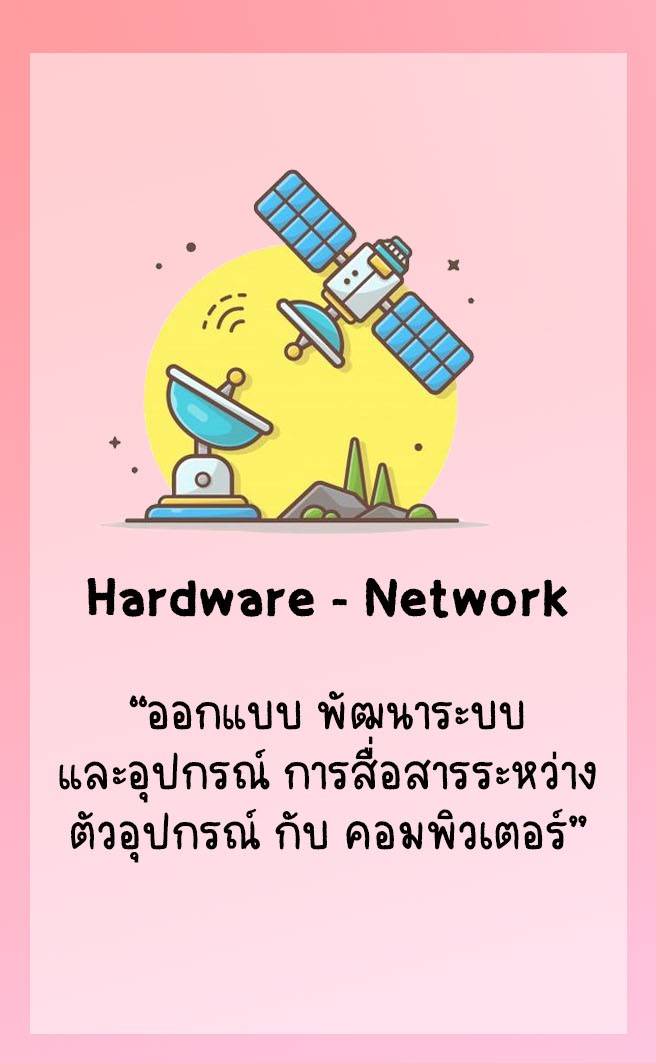 Hardware - Network
“ออกแบบ พัฒนาระบบ
และอุปกรณ์ การสื่อสารระหว่าง
ตัวอุปกรณ์ กับ คอมพิวเตอร์”